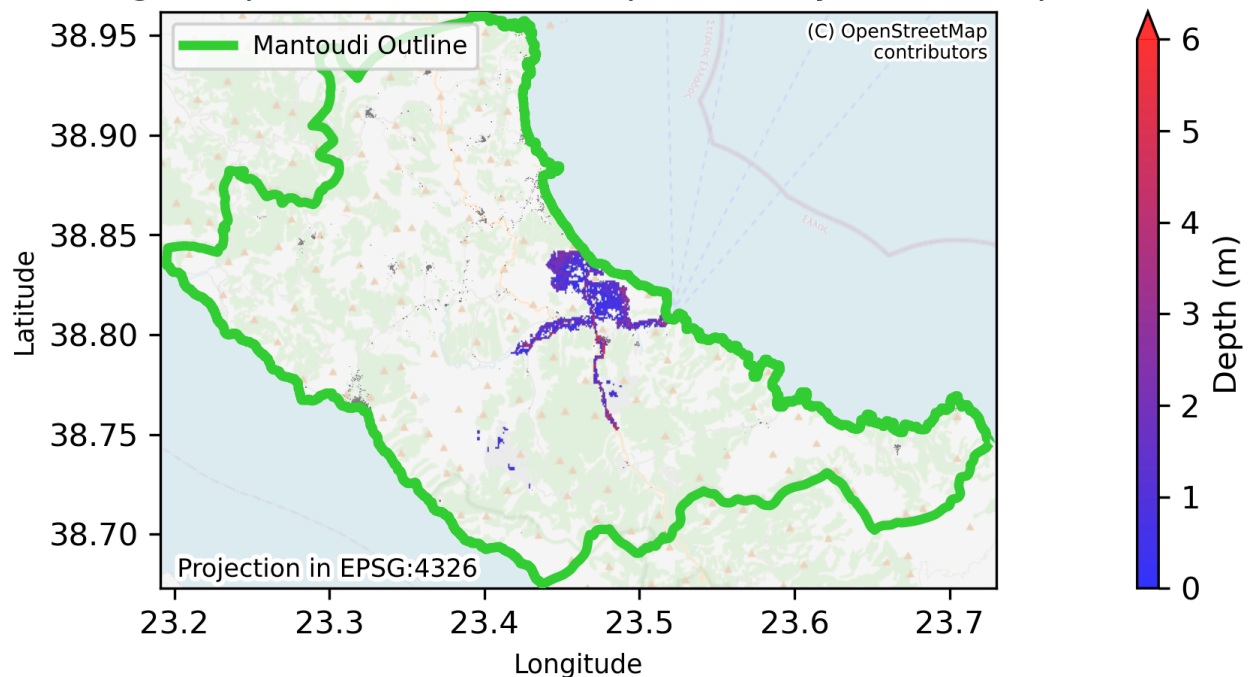 Mantoudi Outline
(C) OpenStreetMap
contributors
38.95
38.90
38.85
38.80
38.75
38.70
Latitude
ΕΛΛΑΣ
Projection in EPSG:4326
23.2
23.3
23.4
23.5
23.6
23.7
Longitude
6
5
4
3
2
1
0
Depth (m)